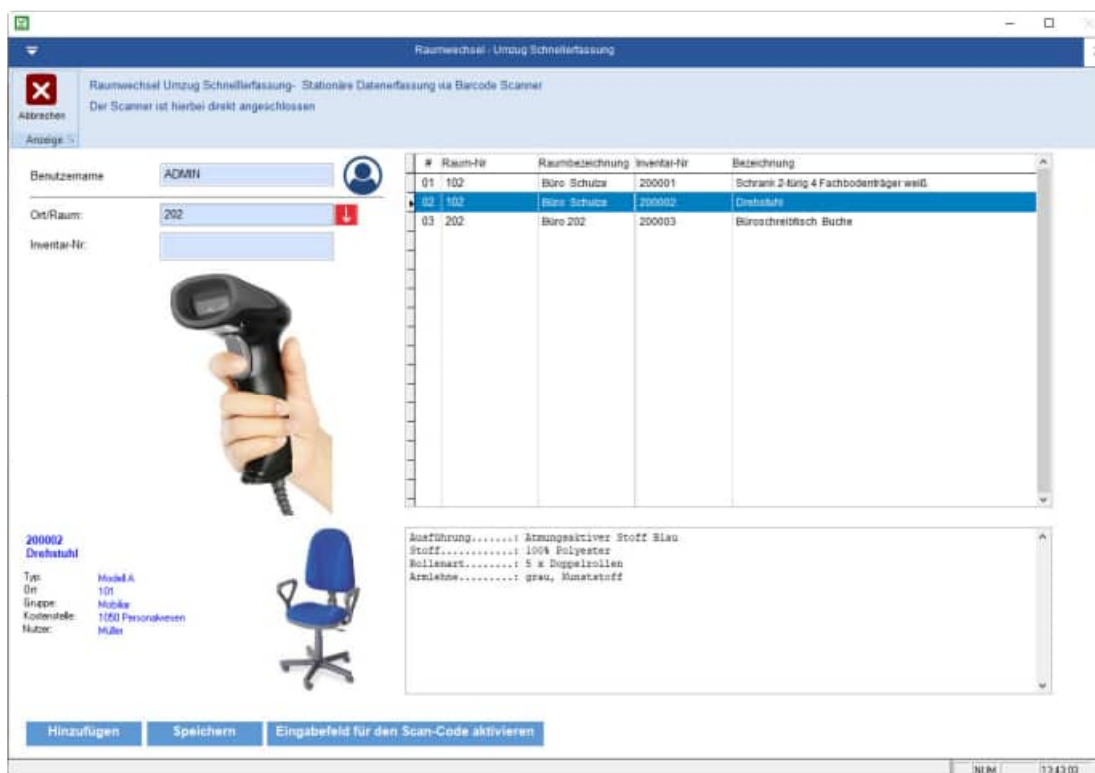 Raumwechsel - Umzug Schnellerfassung
Raumwechsel Umzug Schnellerfassung- Stationäre Datenerfassung via Barcode Scanner
Der Scanner ist hierbei direkt angeschlossen
Abbrechen
Anzeige
Benutzername ADMIN
Ort/Raum: 202
Inventar-Nr:
# Raum-Nr Raumbezeichnung Inventar-Nr Bezeichnung
01 102 Büro Schulze 200001 Schrank 2-türig 4 Fachbodenträger weiß
02 102 Büro Schulze 200002 Drehstuhl
03 202 Büro 202 200003 Büroschreibtisch Buche
200002
Drehstuhl
Typ: Modell A
Ort 101
Gruppe: Mobiliar
Kostenstelle: 1050 Personalwesen
Nutzer: Müller
Ausführung.......: Atmungsaktiver Stoff Blau
Stoff............: 100% Polyester
Rollenart........: 5 x Doppelrollen
Armlehne.........: grau, Kunststoff
Hinzufügen Speichern Eingabefeld für den Scan-Code aktivieren
NUM 13:43:03